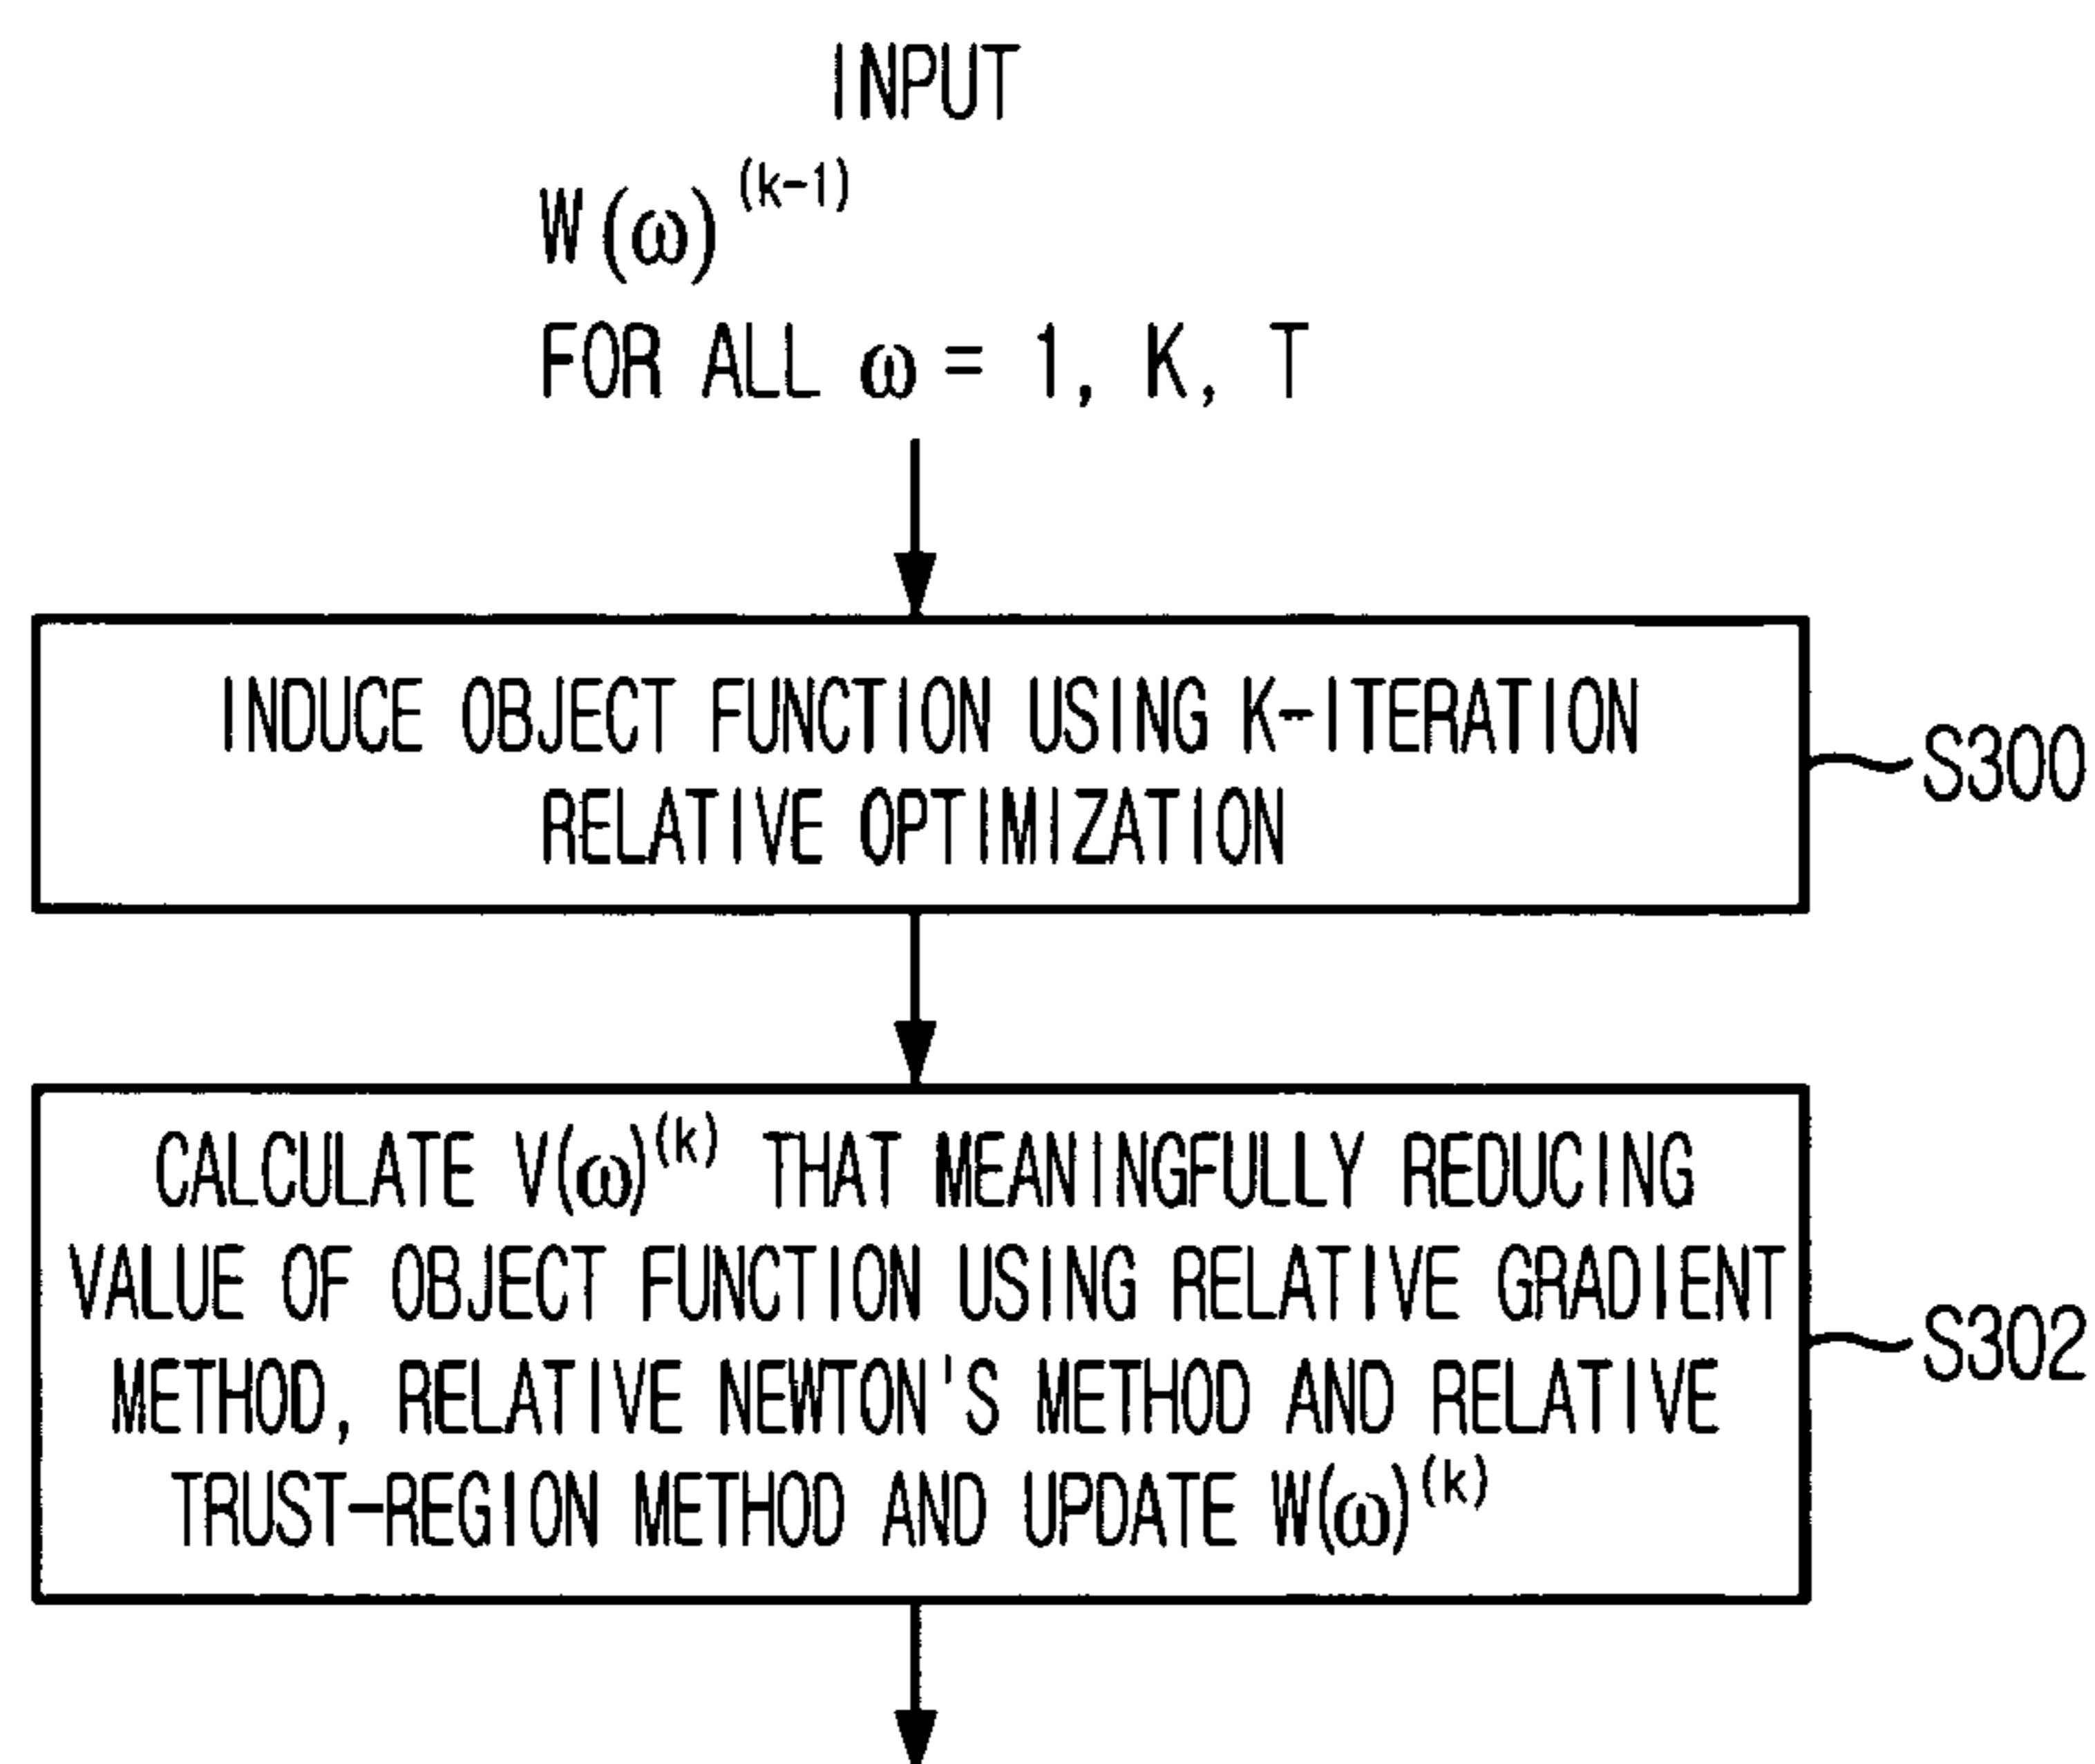 INPUT
W(ω)^(k-1)
FOR ALL ω = 1, K, T
INDUCE OBJECT FUNCTION USING K-ITERATION
RELATIVE OPTIMIZATION
S300
CALCULATE V(ω)^(k) THAT MEANINGFULLY REDUCING
VALUE OF OBJECT FUNCTION USING RELATIVE GRADIENT
METHOD, RELATIVE NEWTON'S METHOD AND RELATIVE
TRUST-REGION METHOD AND UPDATE W(ω)^(k)
S302